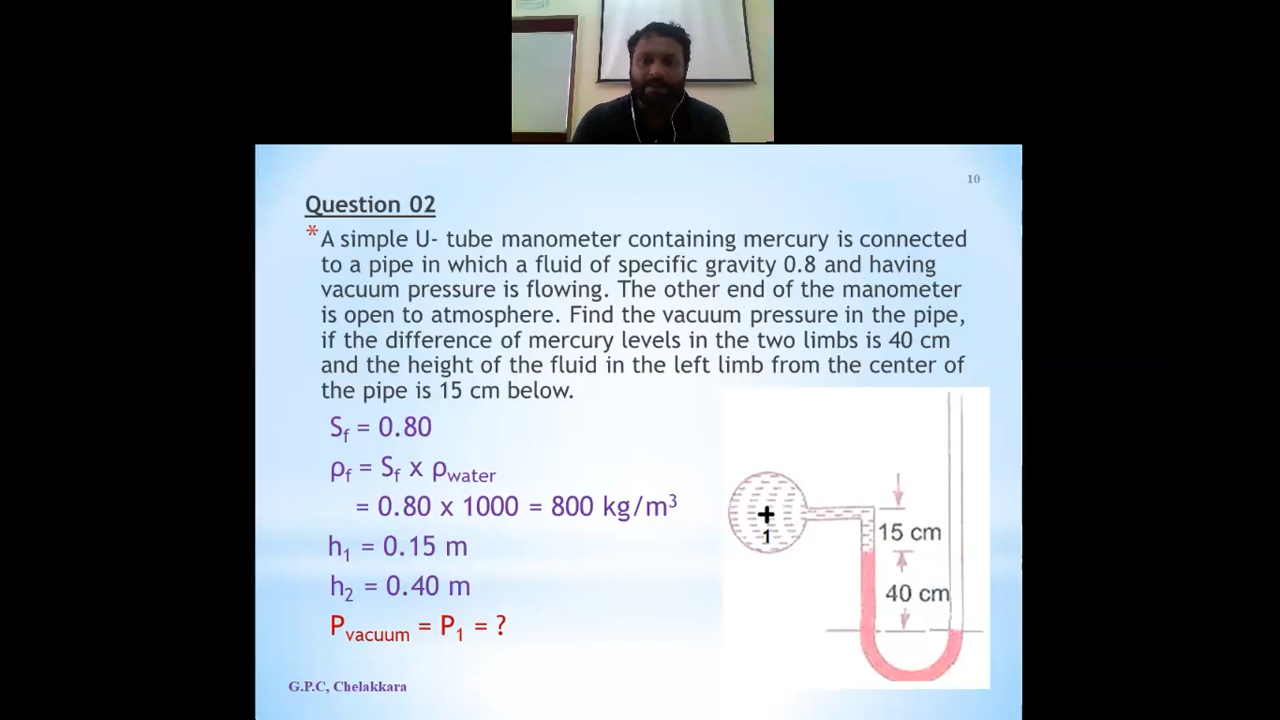 10
Question 02
* A simple U- tube manometer containing mercury is connected
to a pipe in which a fluid of specific gravity 0.8 and having
vacuum pressure is flowing. The other end of the manometer
is open to atmosphere. Find the vacuum pressure in the pipe,
if the difference of mercury levels in the two limbs is 40 cm
and the height of the fluid in the left limb from the center of
the pipe is 15 cm below.
S_f = 0.80
ρ_f = S_f x ρ_water
= 0.80 x 1000 = 800 kg/m³
h₁ = 0.15 m
h₂ = 0.40 m
P_vacuum = P₁ = ?
+
1
15 cm
40 cm
G.P.C, Chelakkara